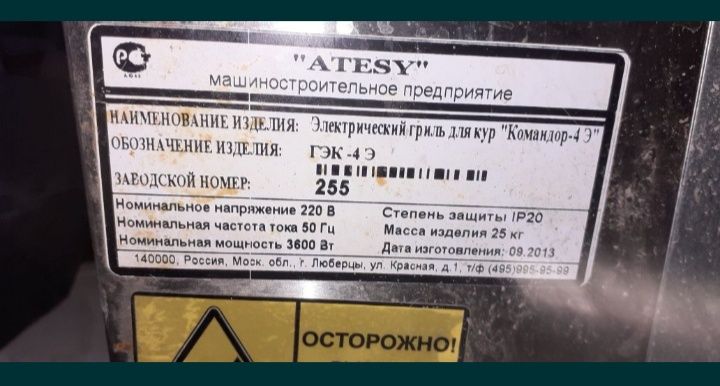 РС
"ATESY"
машиностроительное предприятие
НАИМЕНОВАНИЕ ИЗДЕЛИЯ: Электрический гриль для кур "Командор-4 Э"
ОБОЗНАЧЕНИЕ ИЗДЕЛИЯ: ГЭК -4 Э
ЗАВОДСКОЙ НОМЕР: 255
Номинальное напряжение 220 В
Номинальная частота тока 50 Гц
Номинальная мощность 3600 Вт
Степень защиты IP20
Масса изделия 25 кг
Дата изготовления: 09.2013
140000, Россия, Моск. обл., г. Люберцы, ул. Красная, д.1, т/ф (495)995-95-99
ОСТОРОЖНО!